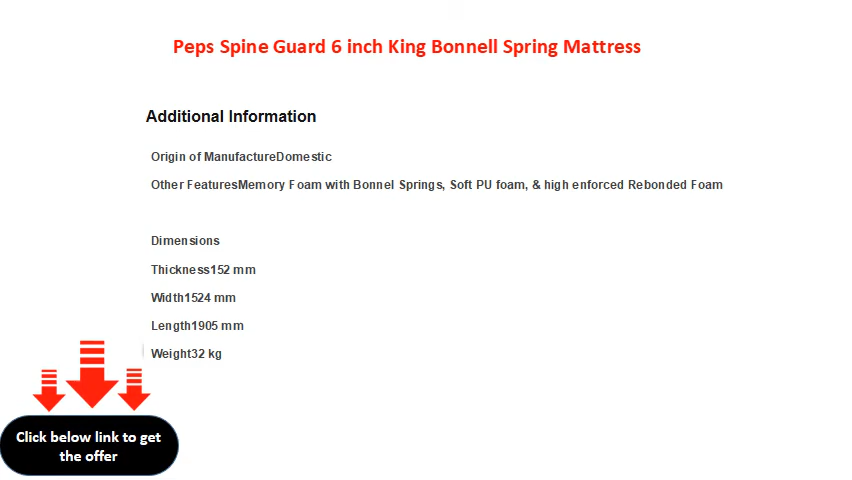 Peps Spine Guard 6 inch King Bonnell Spring Mattress
Additional Information
Origin of ManufactureDomestic
Other FeaturesMemory Foam with Bonnel Springs, Soft PU foam, & high enforced Rebonded Foam
Dimensions
Thickness152 mm
Width1524 mm
Length1905 mm
Weight32 kg
Click below link to get
the offer